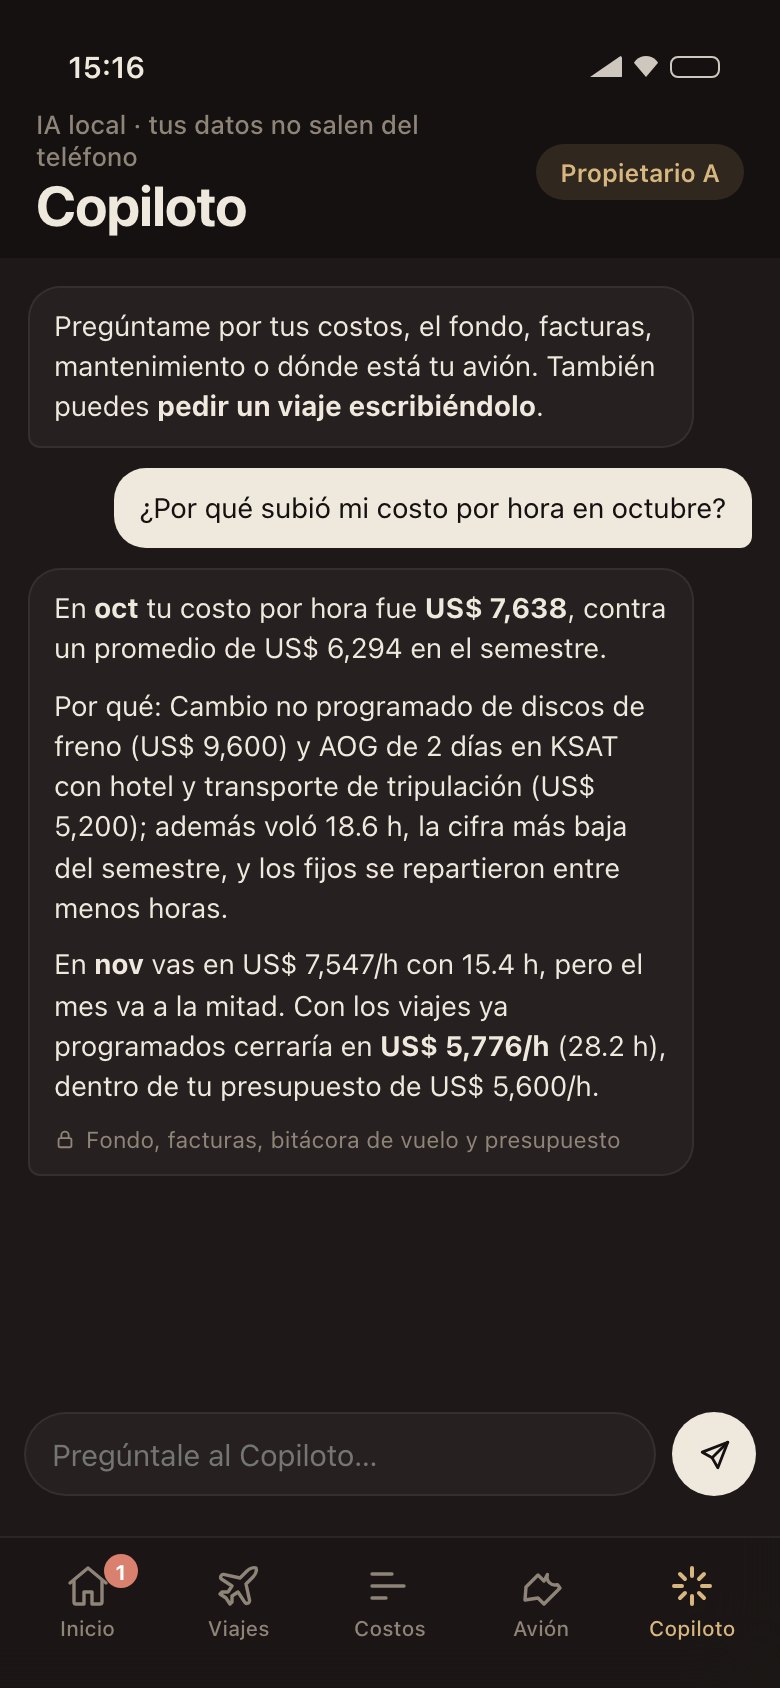 15:16
IA local · tus datos no salen del
teléfono
Copiloto
Propietario A
Pregúntame por tus costos, el fondo, facturas,
mantenimiento o dónde está tu avión. También
puedes pedir un viaje escribiéndolo.
¿Por qué subió mi costo por hora en octubre?
En oct tu costo por hora fue US$ 7,638, contra
un promedio de US$ 6,294 en el semestre.
Por qué: Cambio no programado de discos de
freno (US$ 9,600) y AOG de 2 días en KSAT
con hotel y transporte de tripulación (US$
5,200); además voló 18.6 h, la cifra más baja
del semestre, y los fijos se repartieron entre
menos horas.
En nov vas en US$ 7,547/h con 15.4 h, pero el
mes va a la mitad. Con los viajes ya
programados cerraría en US$ 5,776/h (28.2 h),
dentro de tu presupuesto de US$ 5,600/h.
Fondo, facturas, bitácora de vuelo y presupuesto
Pregúntale al Copiloto...
1
Inicio
Viajes
Costos
Avión
Copiloto